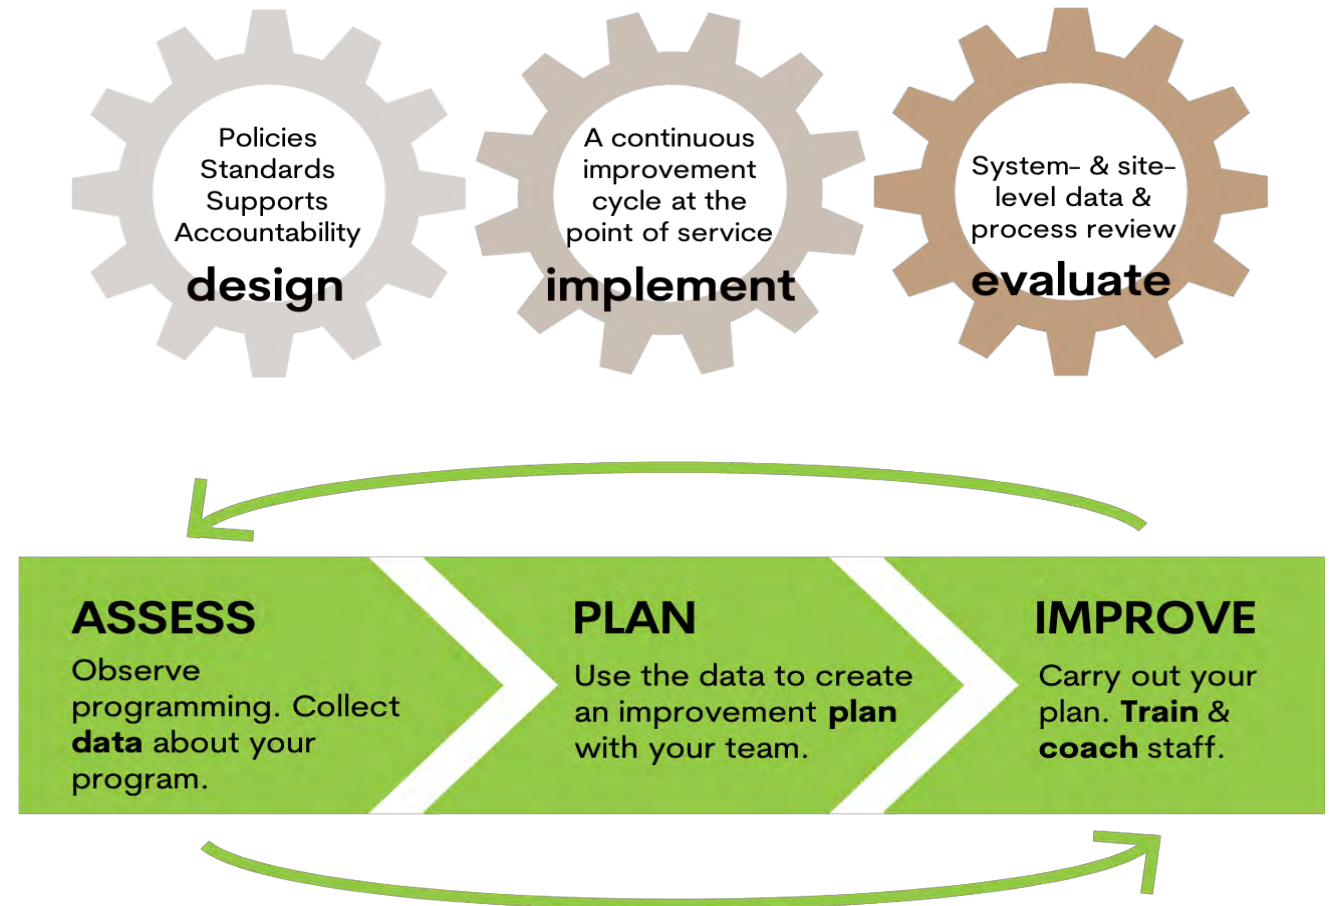 Policies
Standards
Supports
Accountability
design
A continuous
improvement
cycle at the
point of service
implement
System- & site-
level data &
process review
evaluate
ASSESS
Observe
programming. Collect
data about your
program.
PLAN
Use the data to create
an improvement plan
with your team.
IMPROVE
Carry out your
plan. Train &
coach staff.